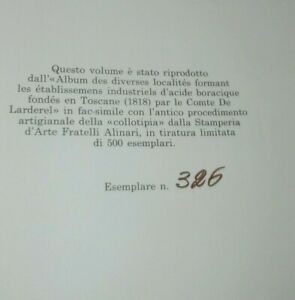 Questo volume è stato riprodotto
dall'«Album des diverses localités formant
les établissemens industriels d'acide boracique
fondés en Toscane (1818) par le Comte De
Larderel» in fac-simile con l'antico procedimento
artigianale della «collotipia» dalla Stamperia
d'Arte Fratelli Alinari, in tiratura limitata
di 500 esemplari.
Esemplare n. 326